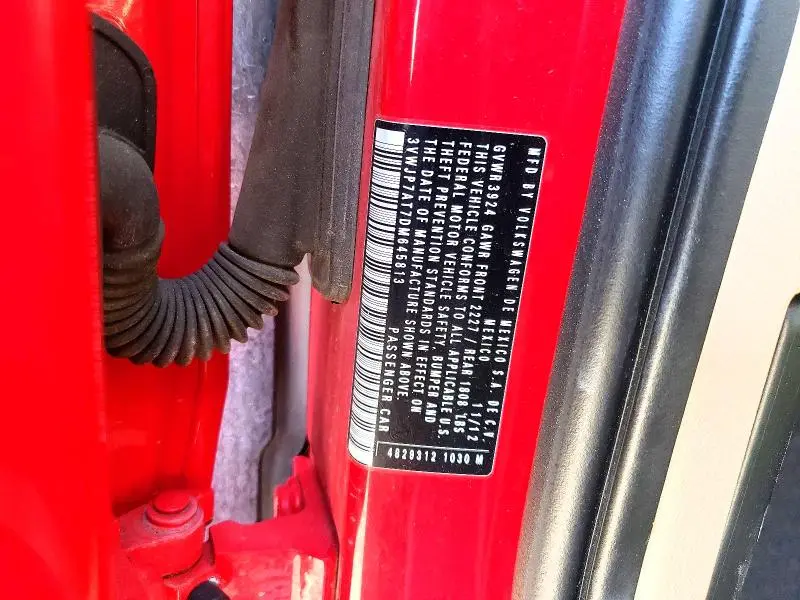 MFD BY VOLKSWAGEN DE MEXICO S.A. DE C.V.
MEXICO 11/12
GVWR 3924 GAWR FRONT 2227 / REAR 1808 LBS
THIS VEHICLE CONFORMS TO ALL APPLICABLE U.S.
FEDERAL MOTOR VEHICLE SAFETY, BUMPER AND
THEFT PREVENTION STANDARDS IN EFFECT ON
THE DATE OF MANUFACTURE SHOWN ABOVE.
3VWJP7AT7DM645813 PASSENGER CAR
4828312 1030 M